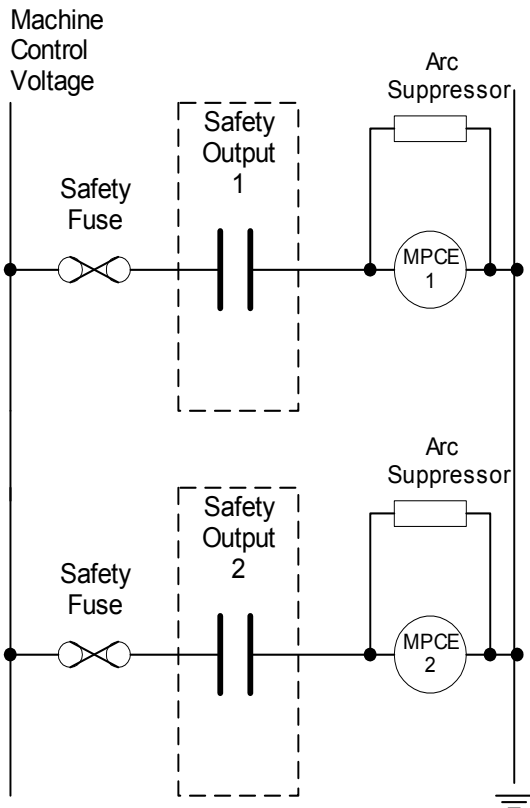 Machine
Control
Voltage
Arc
Suppressor
Safety
Output
1
Safety
Fuse
MPCE
1
Arc
Suppressor
Safety
Output
2
Safety
Fuse
MPCE
2